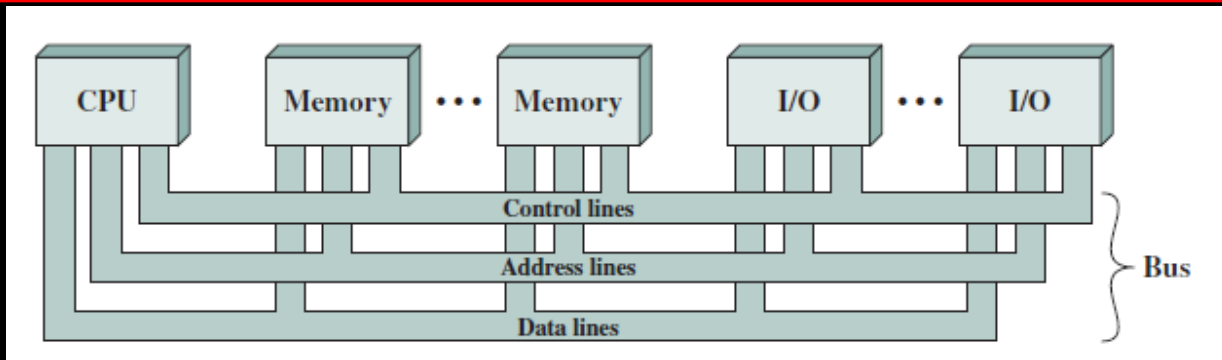 CPU
Memory
• • •
Memory
I/O
• • •
I/O
Control lines
Address lines
Bus
Data lines